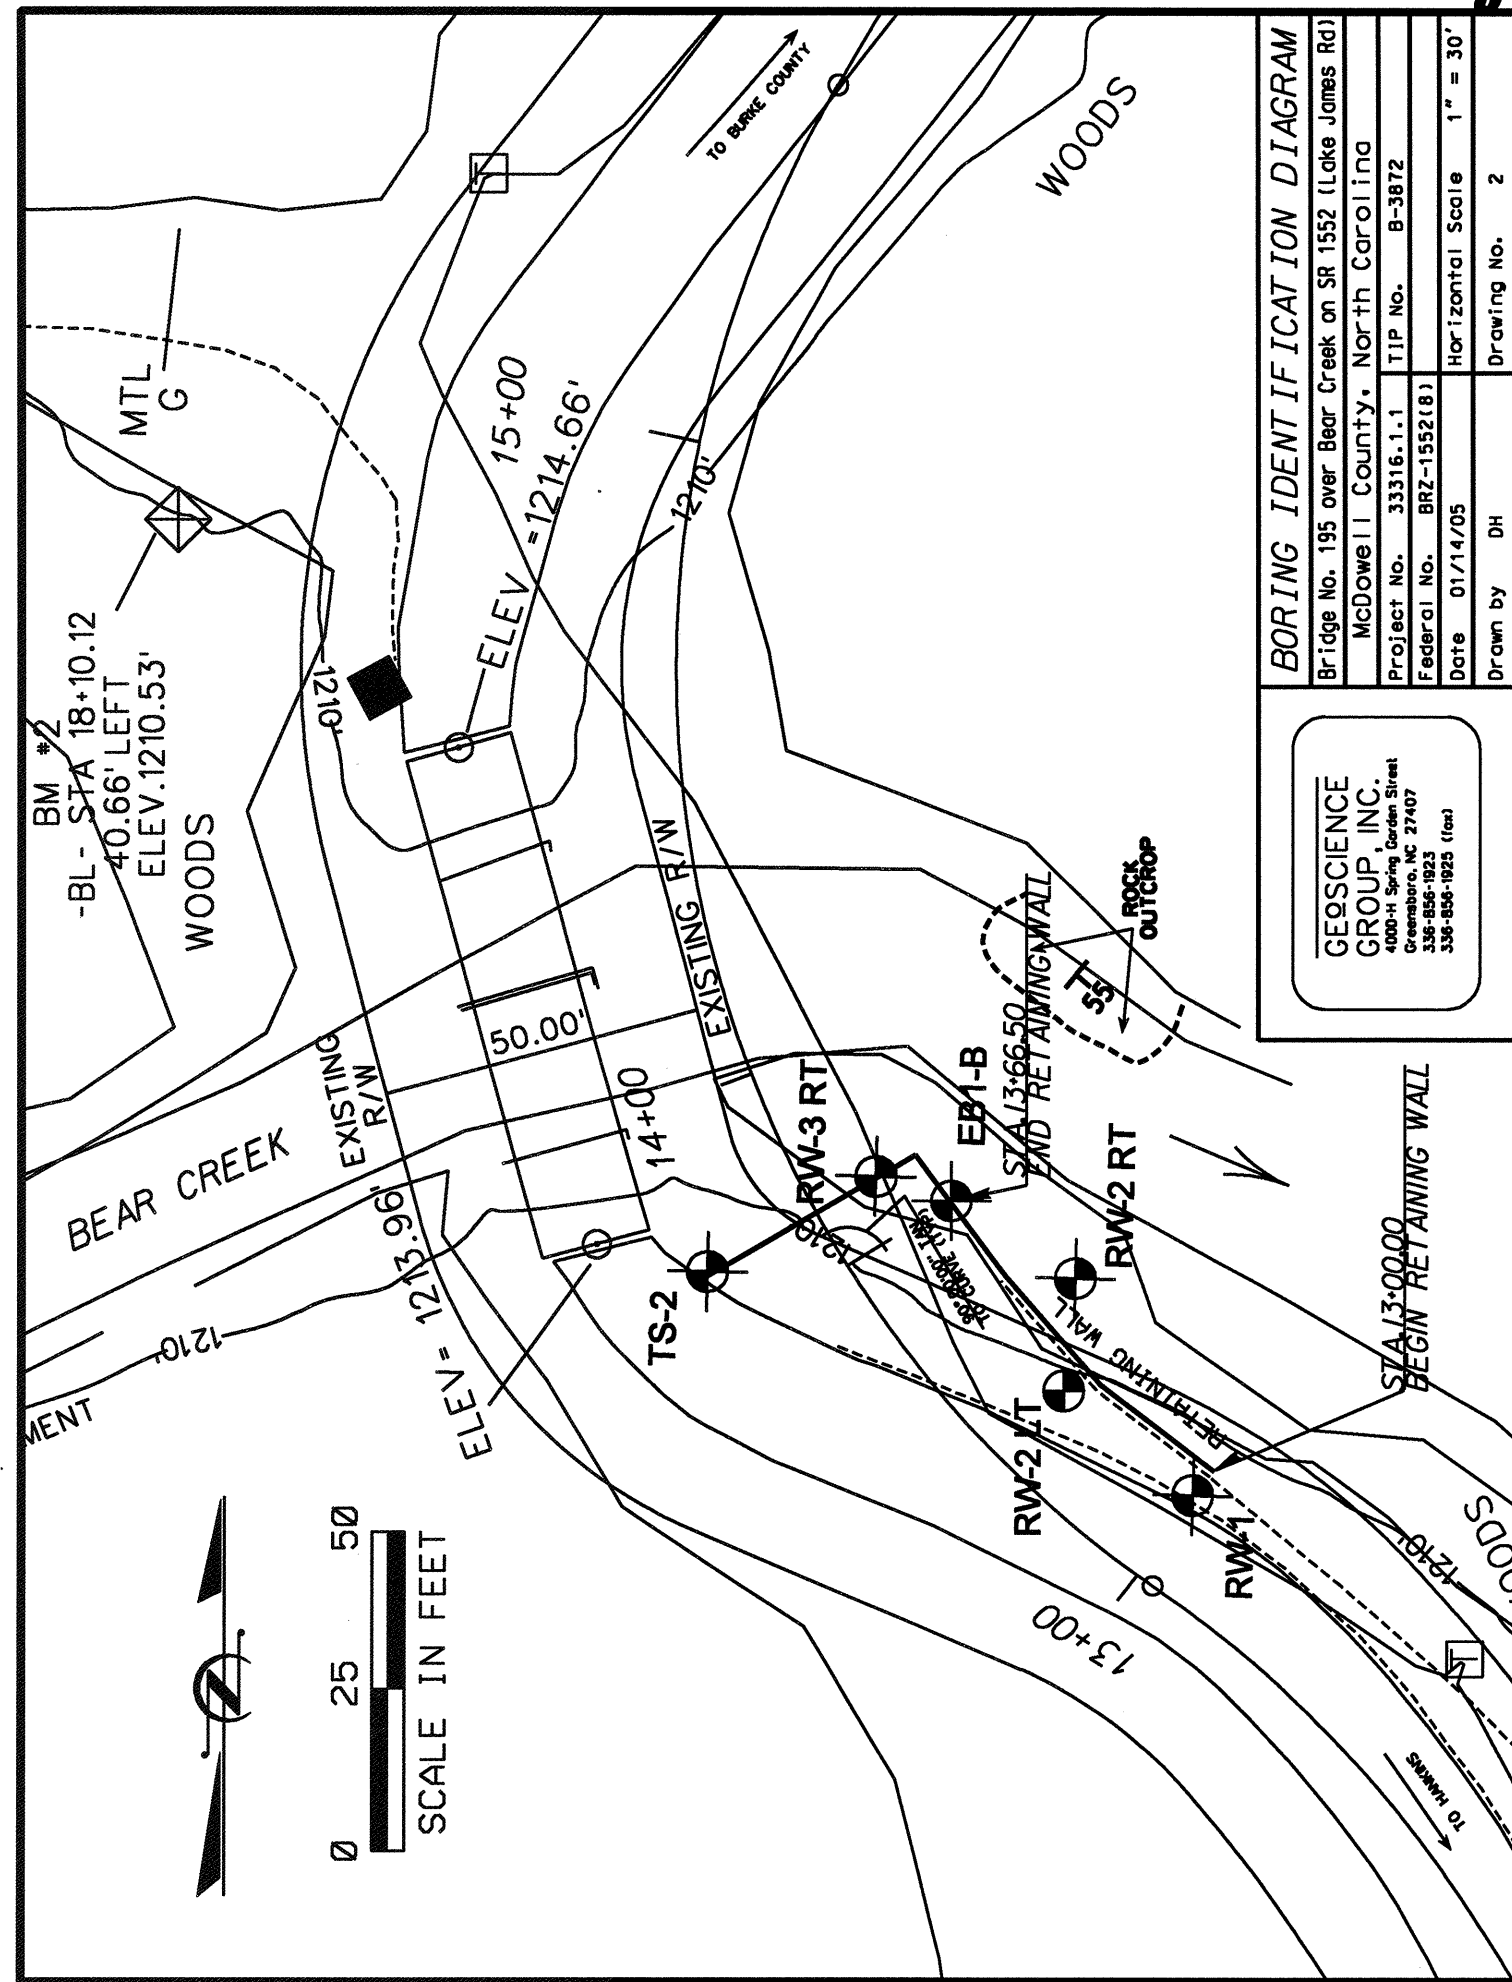 BM #2
-BL- STA 18+10.12
40.66' LEFT
ELEV.1210.53'
WOODS
MTL
G
1210'
ELEV
=1214.66'
15+00
1210'
TO BURKE COUNTY
WOODS
BEAR CREEK
EXISTING
R/W
50.00'
EXISTING R/W
14+00
1210'
MENT
ELEV= 1213.96'
TS-2
RW-3 RT
EB1-B
STA.13+66.50
END RETAINING WALL
ROCK
OUTCROP
55
1210'
TO CURVE (TYP)
RW-2 RT
RETAINING WALL
RW-2 LT
STA.13+00.00
BEGIN RETAINING WALL
RW-1
13+00
1210'
TO HANKINS
0 25 50
SCALE IN FEET
GEOSCIENCE
GROUP, INC.
4000-H Spring Garden Street
Greensboro, NC 27407
336-856-1923
336-856-1925 (fax)
BORING IDENTIFICATION DIAGRAM
Bridge No. 195 over Bear Creek on SR 1552 (Lake James Rd)
McDowell County, North Carolina
Project No. 33316.1.1 TIP No. B-3872
Federal No. BRZ-1552(8)
Date 01/14/05 Horizontal Scale 1" = 30'
Drawn by DH Drawing No. 2